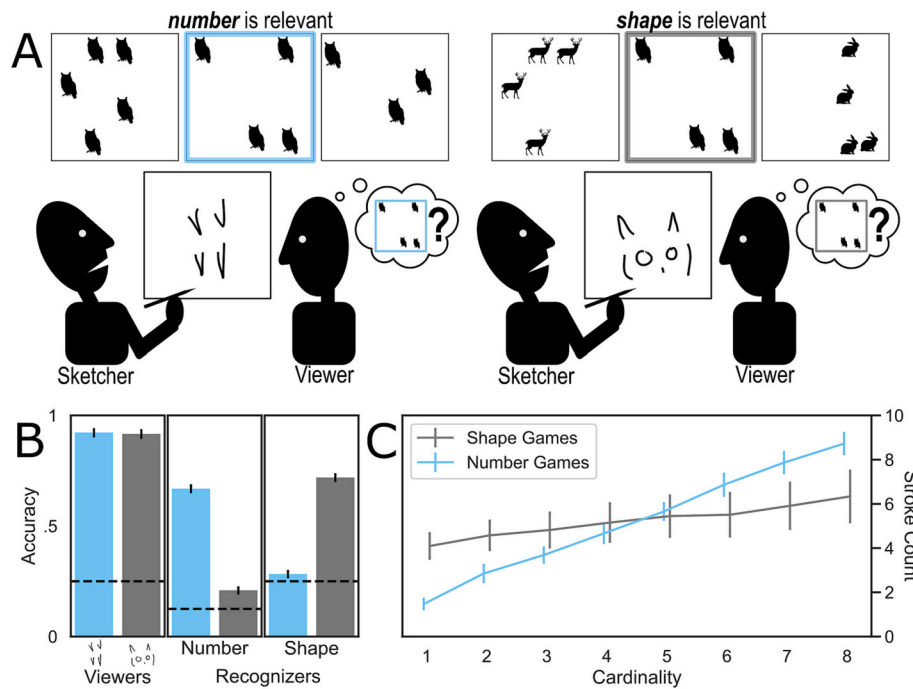 number is relevant
shape is relevant
A
?
?
Sketcher
Viewer
Sketcher
Viewer
B
1
.5
0
Accuracy
Number
Shape
Viewers
Recognizers
C
Shape Games
Number Games
10
8
6
4
2
0
Stroke Count
1 2 3 4 5 6 7 8
Cardinality